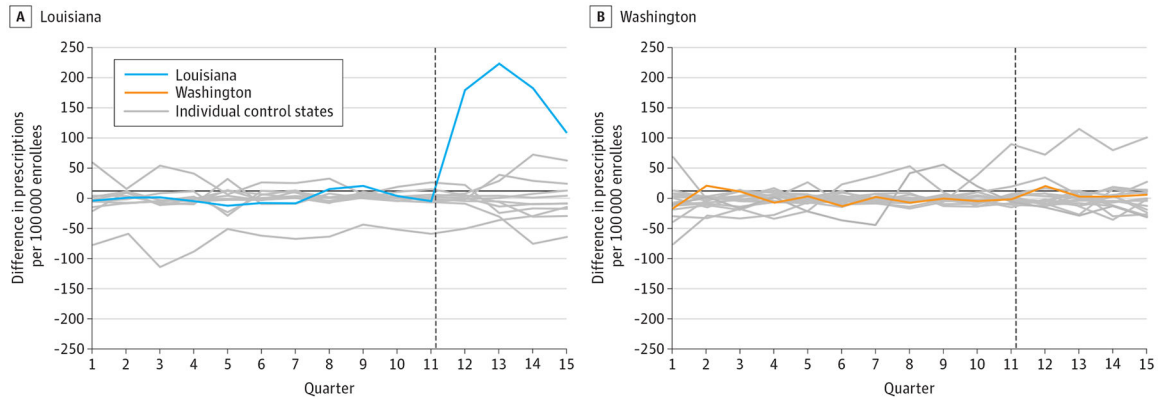 A Louisiana
Difference in prescriptions
per 100 000 enrollees
250
200
150
100
50
0
-50
-100
-150
-200
-250
Louisiana
Washington
Individual control states
1 2 3 4 5 6 7 8 9 10 11 12 13 14 15
Quarter
B Washington
Difference in prescriptions
per 100 000 enrollees
250
200
150
100
50
0
-50
-100
-150
-200
-250
1 2 3 4 5 6 7 8 9 10 11 12 13 14 15
Quarter